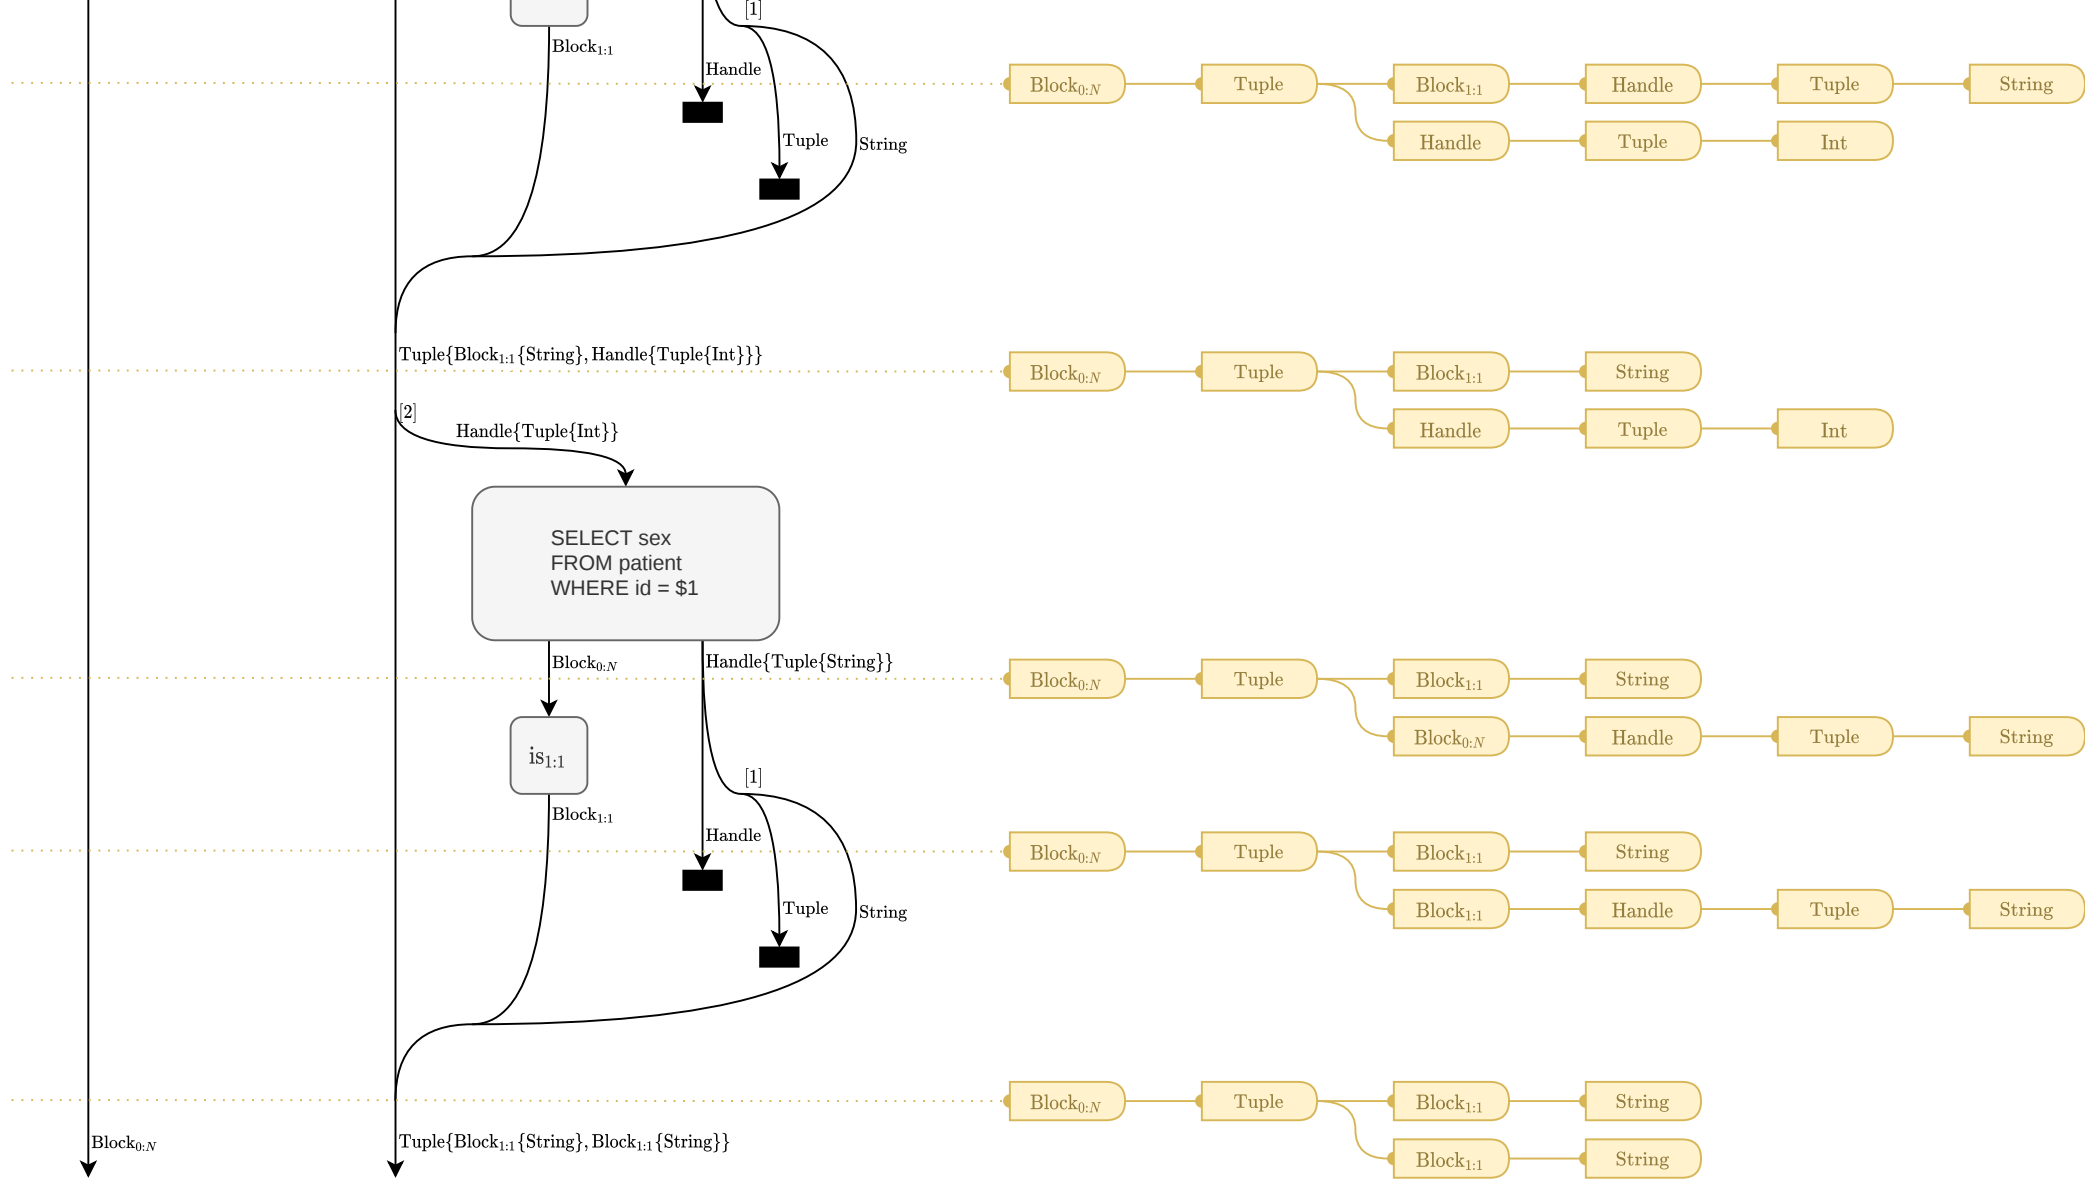 [1]
Block1:1
Handle
Block0:N Tuple Block1:1 Handle Tuple String
Tuple
String
Handle Tuple Int
Tuple{Block1:1{String}, Handle{Tuple{Int}}}
Block0:N Tuple Block1:1 String
[2]
Handle{Tuple{Int}}
Handle Tuple Int
SELECT sex
FROM patient
WHERE id = $1
Block0:N
Handle{Tuple{String}}
Block0:N Tuple Block1:1 String
Block0:N Handle Tuple String
is1:1
[1]
Block1:1
Handle
Block0:N Tuple Block1:1 String
Tuple
String
Block1:1 Handle Tuple String
Block0:N Tuple Block1:1 String
Block0:N
Tuple{Block1:1{String}, Block1:1{String}}
Block1:1 String